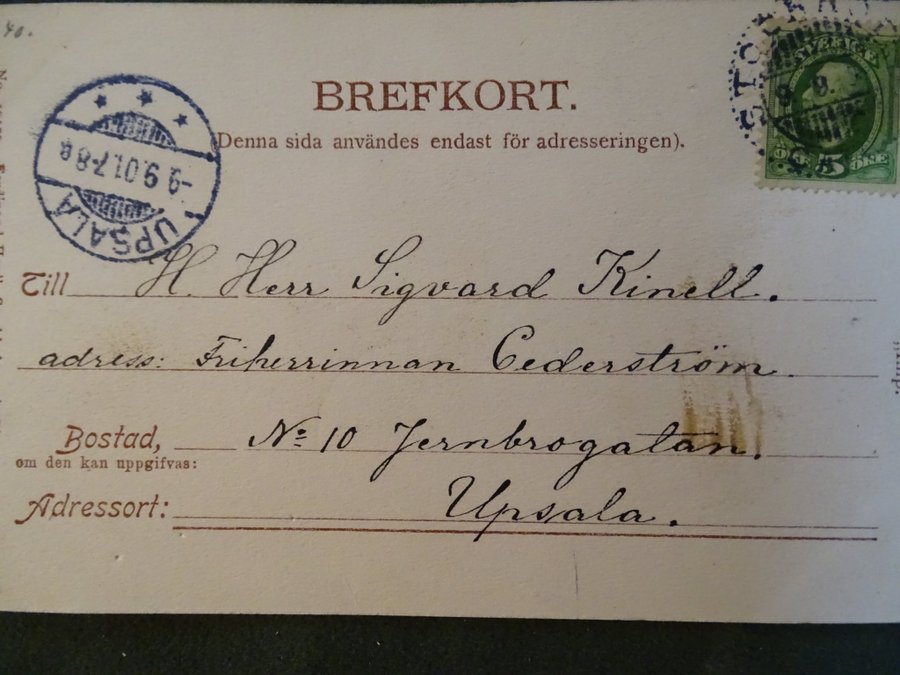 40.
BREFKORT.
(Denna sida användes endast för adresseringen).
UPSALA
9.9.01.7-8
SVERIGE
5 ÖRE
Till H. Herr Sigvard Kinell.
adress: Friherrinnan Cederström.
Bostad, No 10 Jernbrogatan.
om den kan uppgifvas:
Adressort: Upsala.